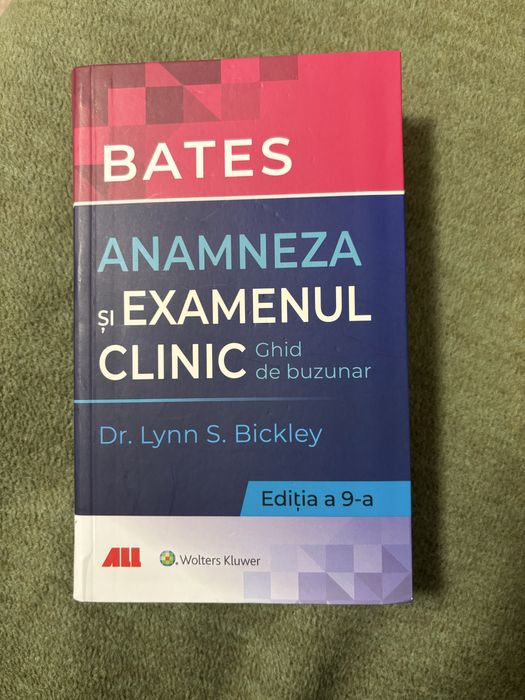 BATES
ANAMNEZA
și EXAMENUL
CLINIC Ghid
de buzunar
Dr. Lynn S. Bickley
Ediția a 9-a
ALL Wolters Kluwer